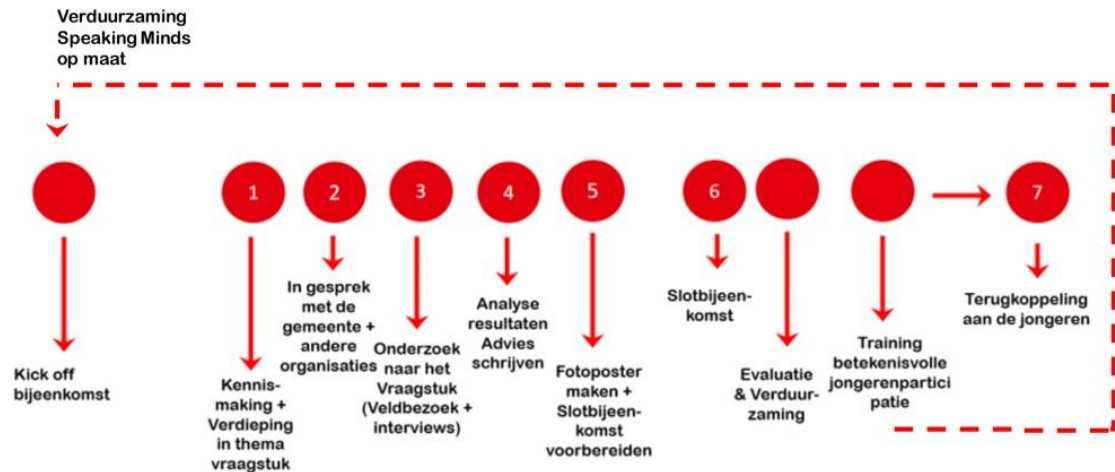 Verduurzaming
Speaking Minds
op maat
1
2
3
4
5
6
7
Kick off
bijeenkomst
Kennis-
making +
Verdieping
in thema
vraagstuk
In gesprek
met de
gemeente +
andere
organisaties
Onderzoek
naar het
Vraagstuk
(Veldbezoek +
interviews)
Analyse
resultaten
Advies
schrijven
Fotoposter
maken +
Slotbijeen-
komst
voorbereiden
Slotbijeen-
komst
Evaluatie
& Verduur-
zaming
Training
betekenisvolle
jongerenpartici
patie
Terugkoppeling
aan de jongeren